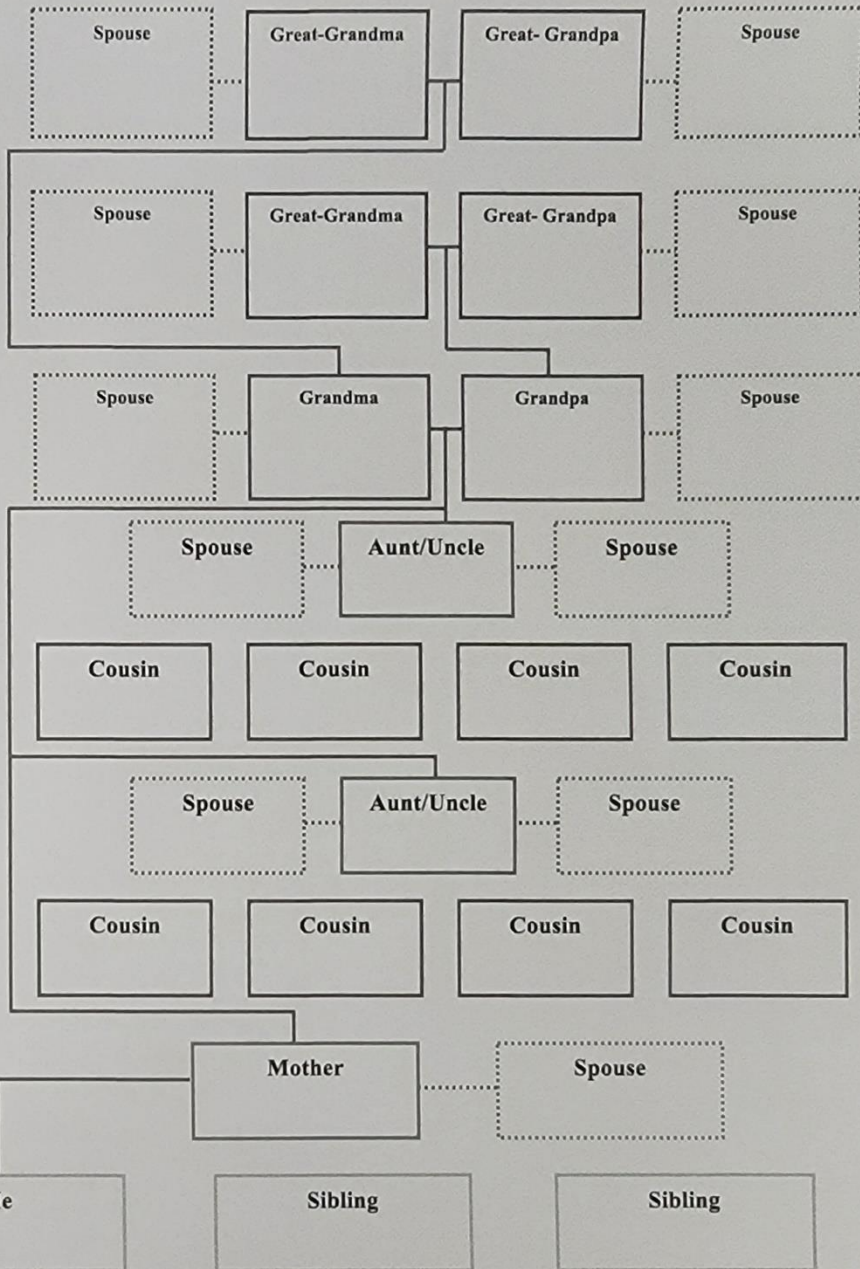 Spouse
Great-Grandma
Great- Grandpa
Spouse
Spouse
Great-Grandma
Great- Grandpa
Spouse
Spouse
Grandma
Grandpa
Spouse
Spouse
Aunt/Uncle
Spouse
Cousin
Cousin
Cousin
Cousin
Spouse
Aunt/Uncle
Spouse
Cousin
Cousin
Cousin
Cousin
Mother
Spouse
Sibling
Sibling